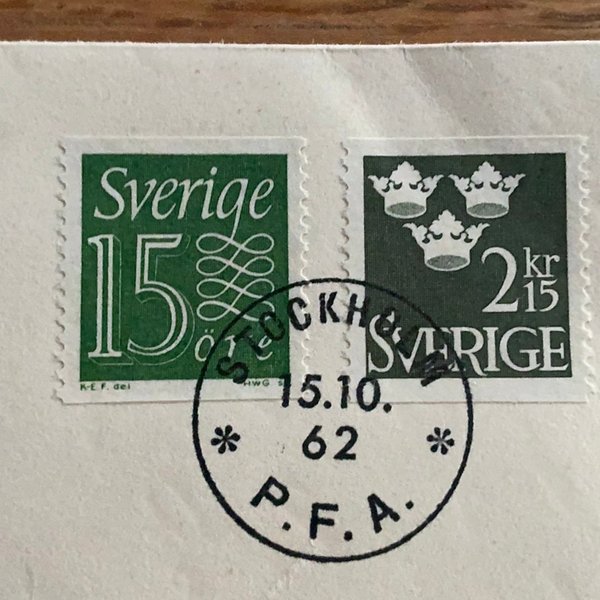 Sverige
15
öre
K-E F. del
HWG s
2 kr
15
SVERIGE
STOCKHOLM
15.10.
62
* *
P.F.A.